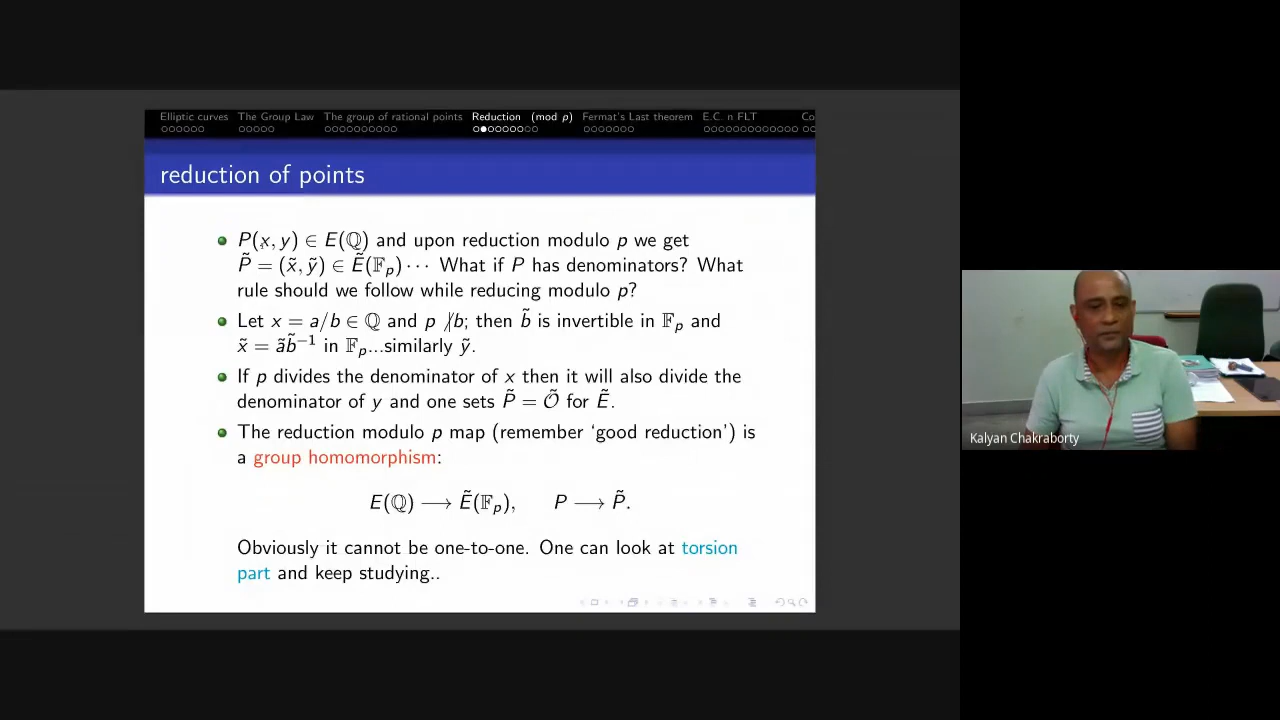 Elliptic curves The Group Law The group of rational points Reduction (mod p) Fermat's Last theorem E.C. n FLT Co
reduction of points
P(x, y) ∈ E(ℚ) and upon reduction modulo p we get
P̃ = (x̃, ỹ) ∈ Ẽ(𝔽ₚ) ⋯ What if P has denominators? What
rule should we follow while reducing modulo p?
Let x = a/b ∈ ℚ and p ∤ b; then b̃ is invertible in 𝔽ₚ and
x̃ = ãb̃⁻¹ in 𝔽ₚ...similarly ỹ.
If p divides the denominator of x then it will also divide the
denominator of y and one sets P̃ = Õ for Ẽ.
The reduction modulo p map (remember ‘good reduction’) is
a group homomorphism:
E(ℚ) ⟶ Ẽ(𝔽ₚ), P ⟶ P̃.
Obviously it cannot be one-to-one. One can look at torsion
part and keep studying..
Kalyan Chakraborty